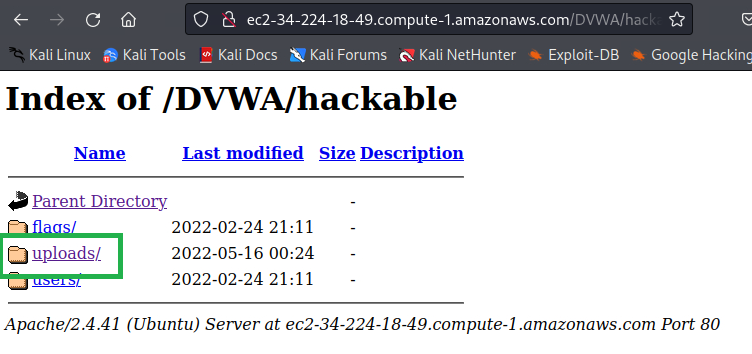 ec2-34-224-18-49.compute-1.amazonaws.com/DVWA/hacka
Kali Linux Kali Tools Kali Docs Kali Forums Kali NetHunter Exploit-DB Google Hacking
Index of /DVWA/hackable
Name Last modified Size Description
Parent Directory -
flags/ 2022-02-24 21:11 -
uploads/ 2022-05-16 00:24 -
users/ 2022-02-24 21:11 -
Apache/2.4.41 (Ubuntu) Server at ec2-34-224-18-49.compute-1.amazonaws.com Port 80